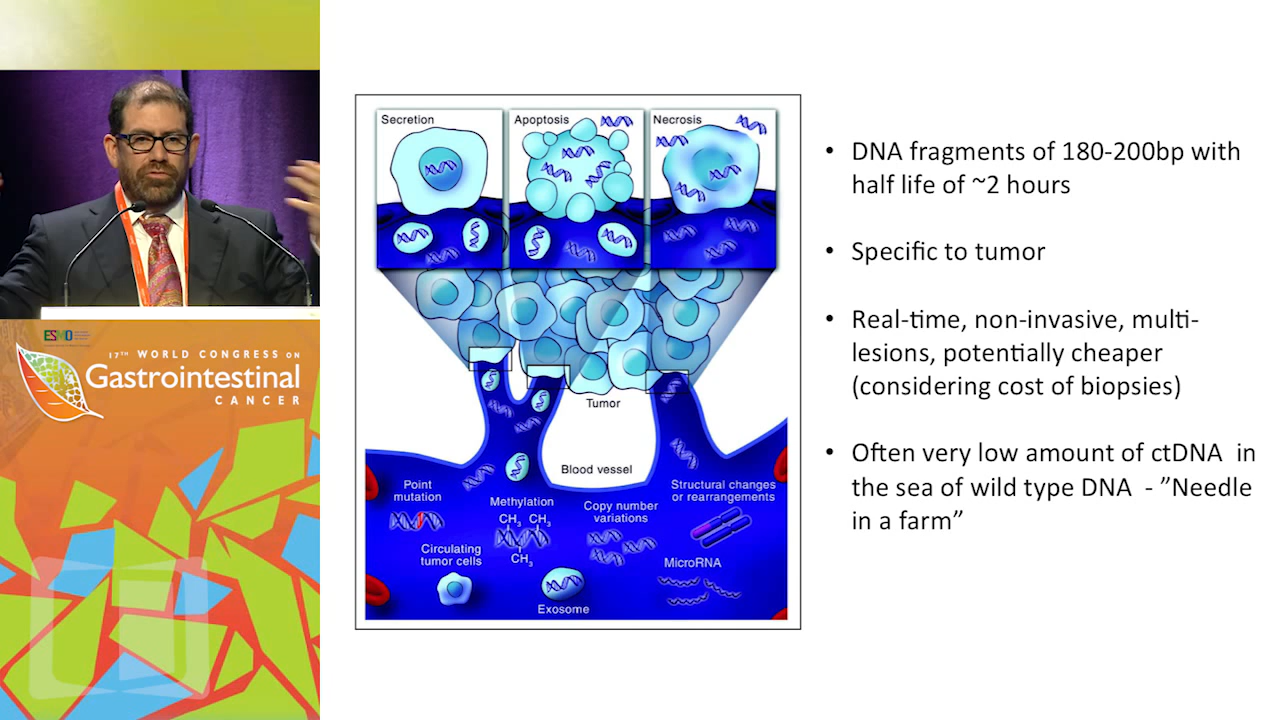 ESMO
17TH WORLD CONGRESS ON
Gastrointestinal
CANCER
Secretion
Apoptosis
Necrosis
Tumor
Blood vessel
Point
mutation
Methylation
CH3 CH3
CH3
Copy number
variations
Structural changes
or rearrangements
Circulating
tumor cells
Exosome
MicroRNA
• DNA fragments of 180-200bp with
half life of ~2 hours
• Specific to tumor
• Real-time, non-invasive, multi-
lesions, potentially cheaper
(considering cost of biopsies)
• Often very low amount of ctDNA in
the sea of wild type DNA - ”Needle
in a farm”